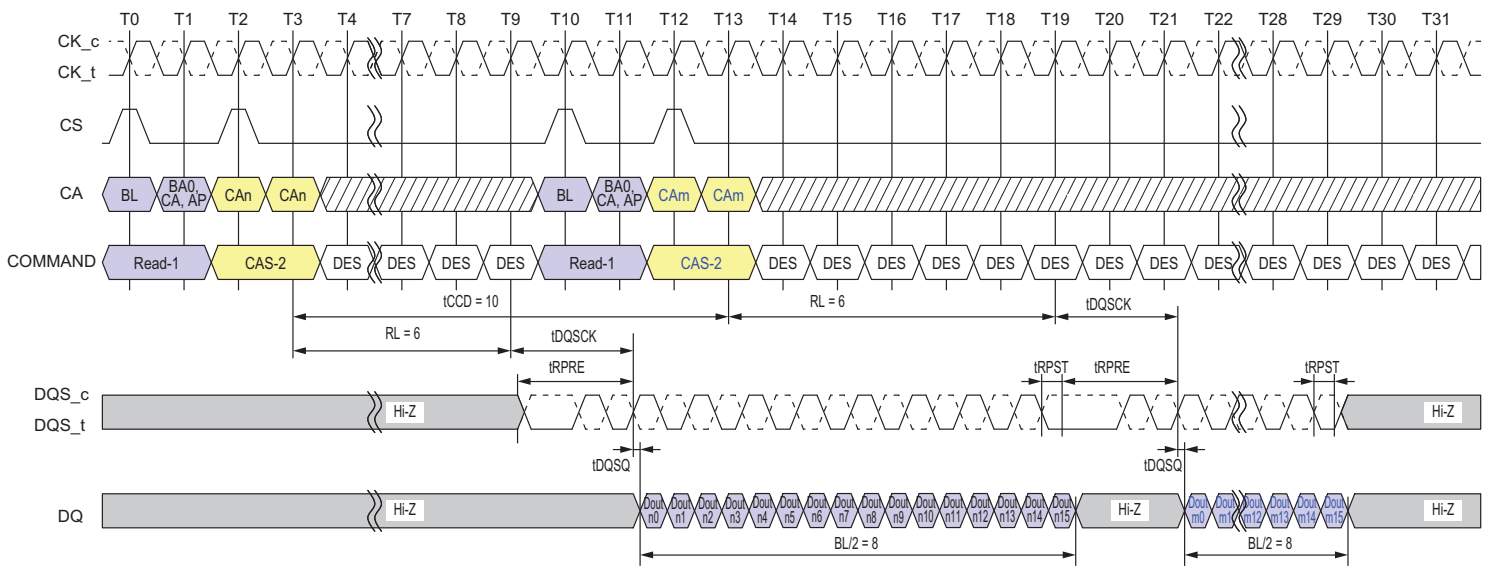 T0 T1 T2 T3 T4 T7 T8 T9 T10 T11 T12 T13 T14 T15 T16 T17 T18 T19 T20 T21 T22 T28 T29 T30 T31
CK_c
CK_t
CS
CA BL BA0, CA, AP CAn CAn BL BA0, CA, AP CAm CAm
COMMAND Read-1 CAS-2 DES DES DES DES Read-1 CAS-2 DES DES DES DES DES DES DES DES DES DES DES DES DES
tCCD = 10 RL = 6 tDQSCK
RL = 6 tDQSCK
tRPRE tRPST tRPRE tRPST
DQS_c
DQS_t
Hi-Z Hi-Z
tDQSQ tDQSQ
DQ Hi-Z Dout n0 Dout n1 Dout n2 Dout n3 Dout n4 Dout n5 Dout n6 Dout n7 Dout n8 Dout n9 Dout n10 Dout n11 Dout n12 Dout n13 Dout n14 Dout n15 Hi-Z Dout m0 Dout m1 Dout m12 Dout m13 Dout m14 Dout m15 Hi-Z
BL/2 = 8 BL/2 = 8